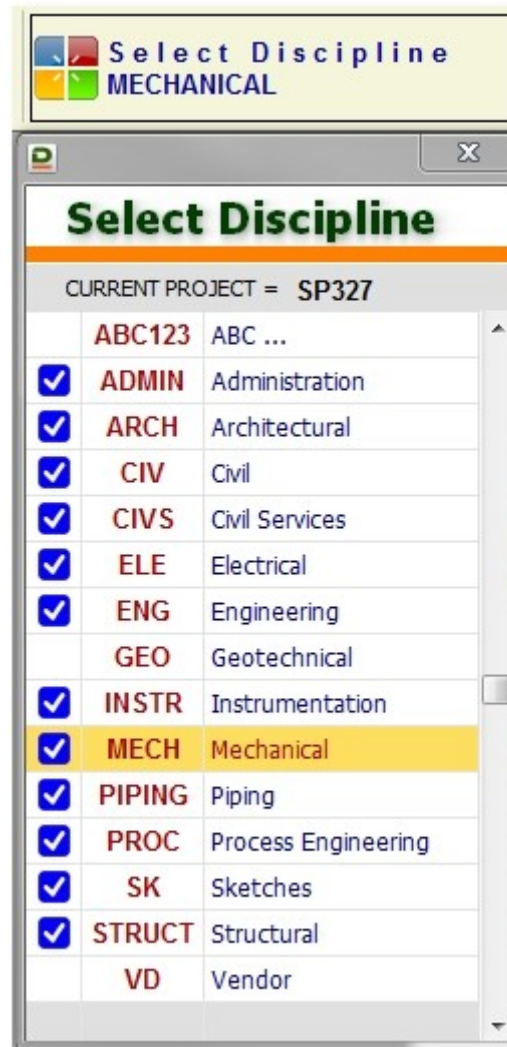 Select Discipline
MECHANICAL
Select Discipline
CURRENT PROJECT = SP327
ABC123 ABC ...
ADMIN Administration
ARCH Architectural
CIV Civil
CIVS Civil Services
ELE Electrical
ENG Engineering
GEO Geotechnical
INSTR Instrumentation
MECH Mechanical
PIPING Piping
PROC Process Engineering
SK Sketches
STRUCT Structural
VD Vendor